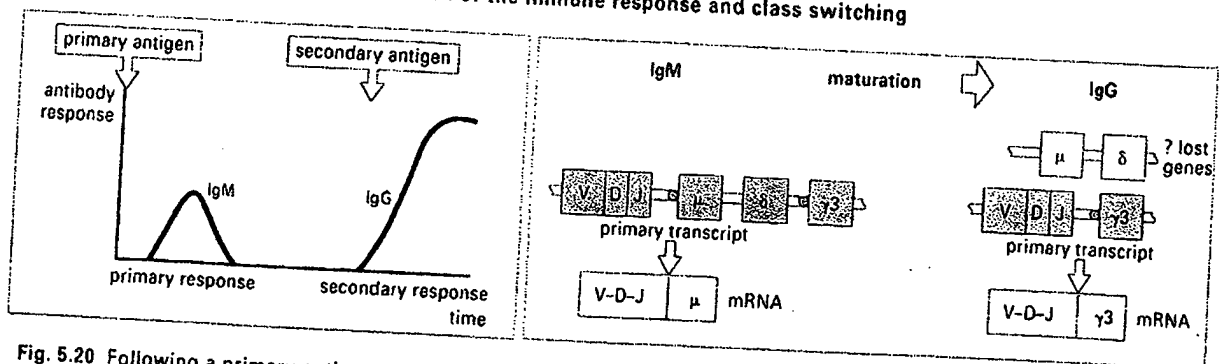 of the immune response and class switching
primary antigen
secondary antigen
antibody
response
IgM
IgG
primary response
secondary response
time
IgM
maturation
IgG
V D J μ δ γ3
primary transcript
V-D-J μ mRNA
μ δ ? lost
genes
V D J γ3
primary transcript
V-D-J γ3 mRNA
Fig. 5.20 Following a primary